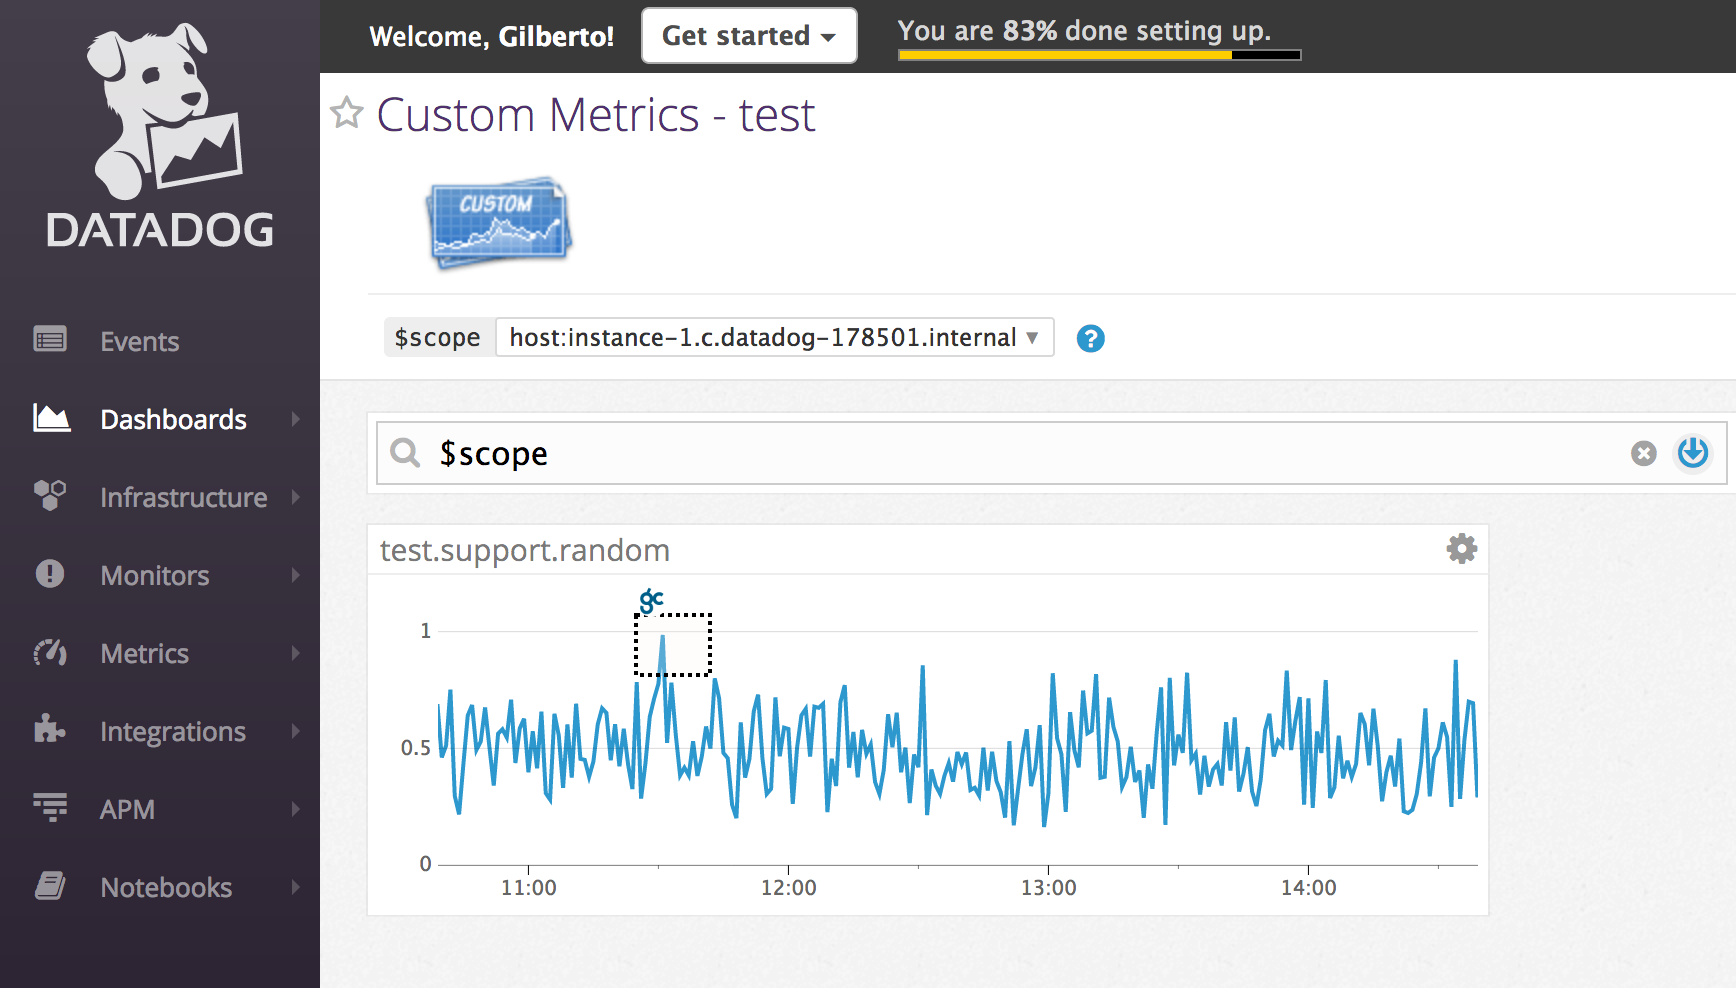 DATADOG
Events
Dashboards
Infrastructure
Monitors
Metrics
Integrations
APM
Notebooks
Welcome, Gilberto!
Get started
You are 83% done setting up.
Custom Metrics - test
CUSTOM
$scope host:instance-1.c.datadog-178501.internal
$scope
test.support.random
gc
1
0.5
0
11:00 12:00 13:00 14:00